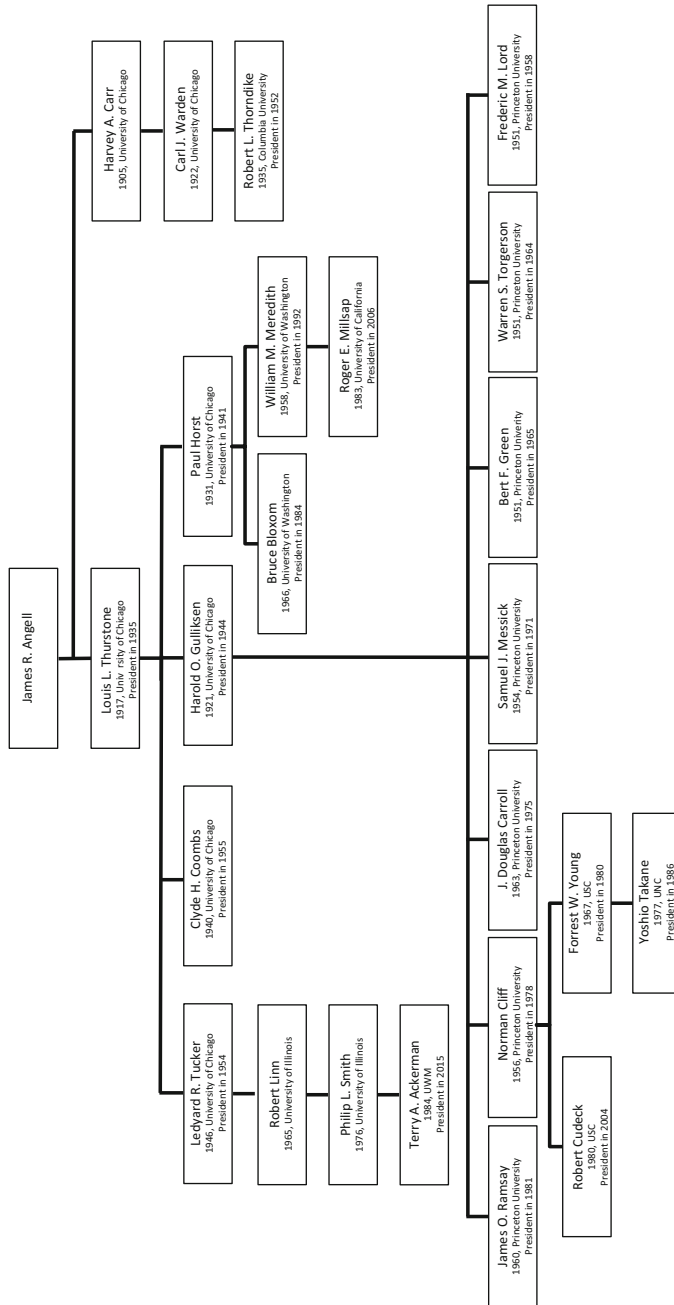 James R. Angell
Louis L. Thurstone
1917, Univ rsity of Chicago
President in 1935
Harvey A. Carr
1905, University of Chicago
Ledyard R. Tucker
1946, University of Chicago
President in 1954
Clyde H. Coombs
1940, University of Chicago
President in 1955
Harold O. Gulliksen
1921, University of Chicago
President in 1944
Paul Horst
1931, University of Chicago
President in 1941
Carl J. Warden
1922, University of Chicago
Robert Linn
1965, University of Illinois
Bruce Bloxom
1966, University of Washington
President in 1984
William M. Meredith
1958, University of Washington
President in 1992
Robert L. Thorndike
1935, Columbia University
President in 1952
Philip L. Smith
1976, University of Illinois
Roger E. Millsap
1983, University of California
President in 2006
Terry A. Ackerman
1984, UWM
President in 2015
James O. Ramsay
1960, Princeton University
President in 1981
Norman Cliff
1956, Princeton University
President in 1978
J. Douglas Carroll
1963, Princeton University
President in 1975
Samuel J. Messick
1954, Princeton University
President in 1971
Bert F. Green
1951, Princeton Univerity
President in 1965
Warren S. Torgerson
1951, Princeton University
President in 1964
Frederic M. Lord
1951, Princeton University
President in 1958
Robert Cudeck
1980, USC
President in 2004
Forrest W. Young
1967, USC
President in 1980
Yoshio Takane
1977, UNC
President in 1986